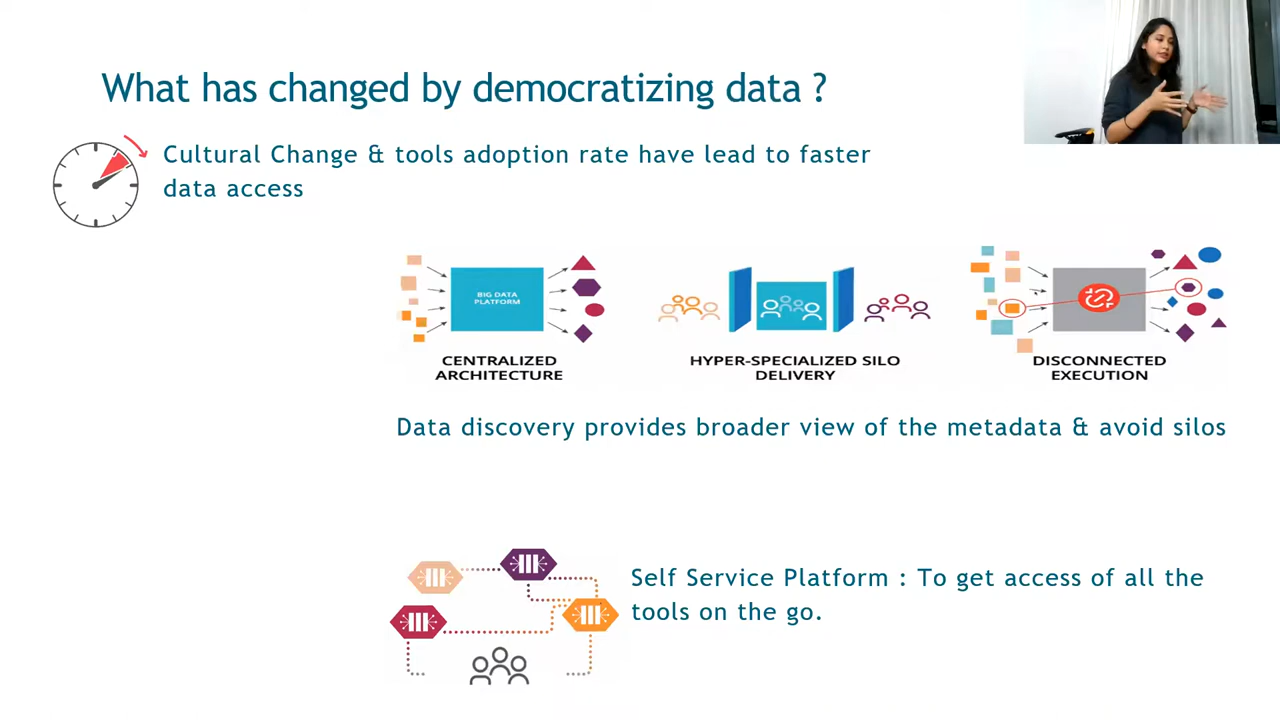 What has changed by democratizing data ?
Cultural Change & tools adoption rate have lead to faster
data access
BIG DATA
PLATFORM
CENTRALIZED
ARCHITECTURE
HYPER-SPECIALIZED SILO
DELIVERY
DISCONNECTED
EXECUTION
Data discovery provides broader view of the metadata & avoid silos
Self Service Platform : To get access of all the
tools on the go.